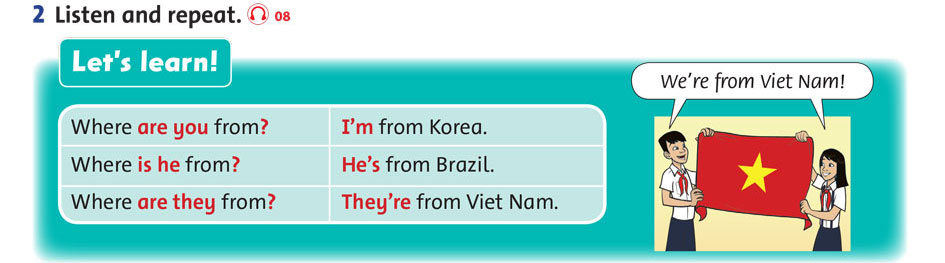 2 Listen and repeat. 08
Let's learn!
We're from Viet Nam!
Where are you from? I'm from Korea.
Where is he from? He's from Brazil.
Where are they from? They're from Viet Nam.